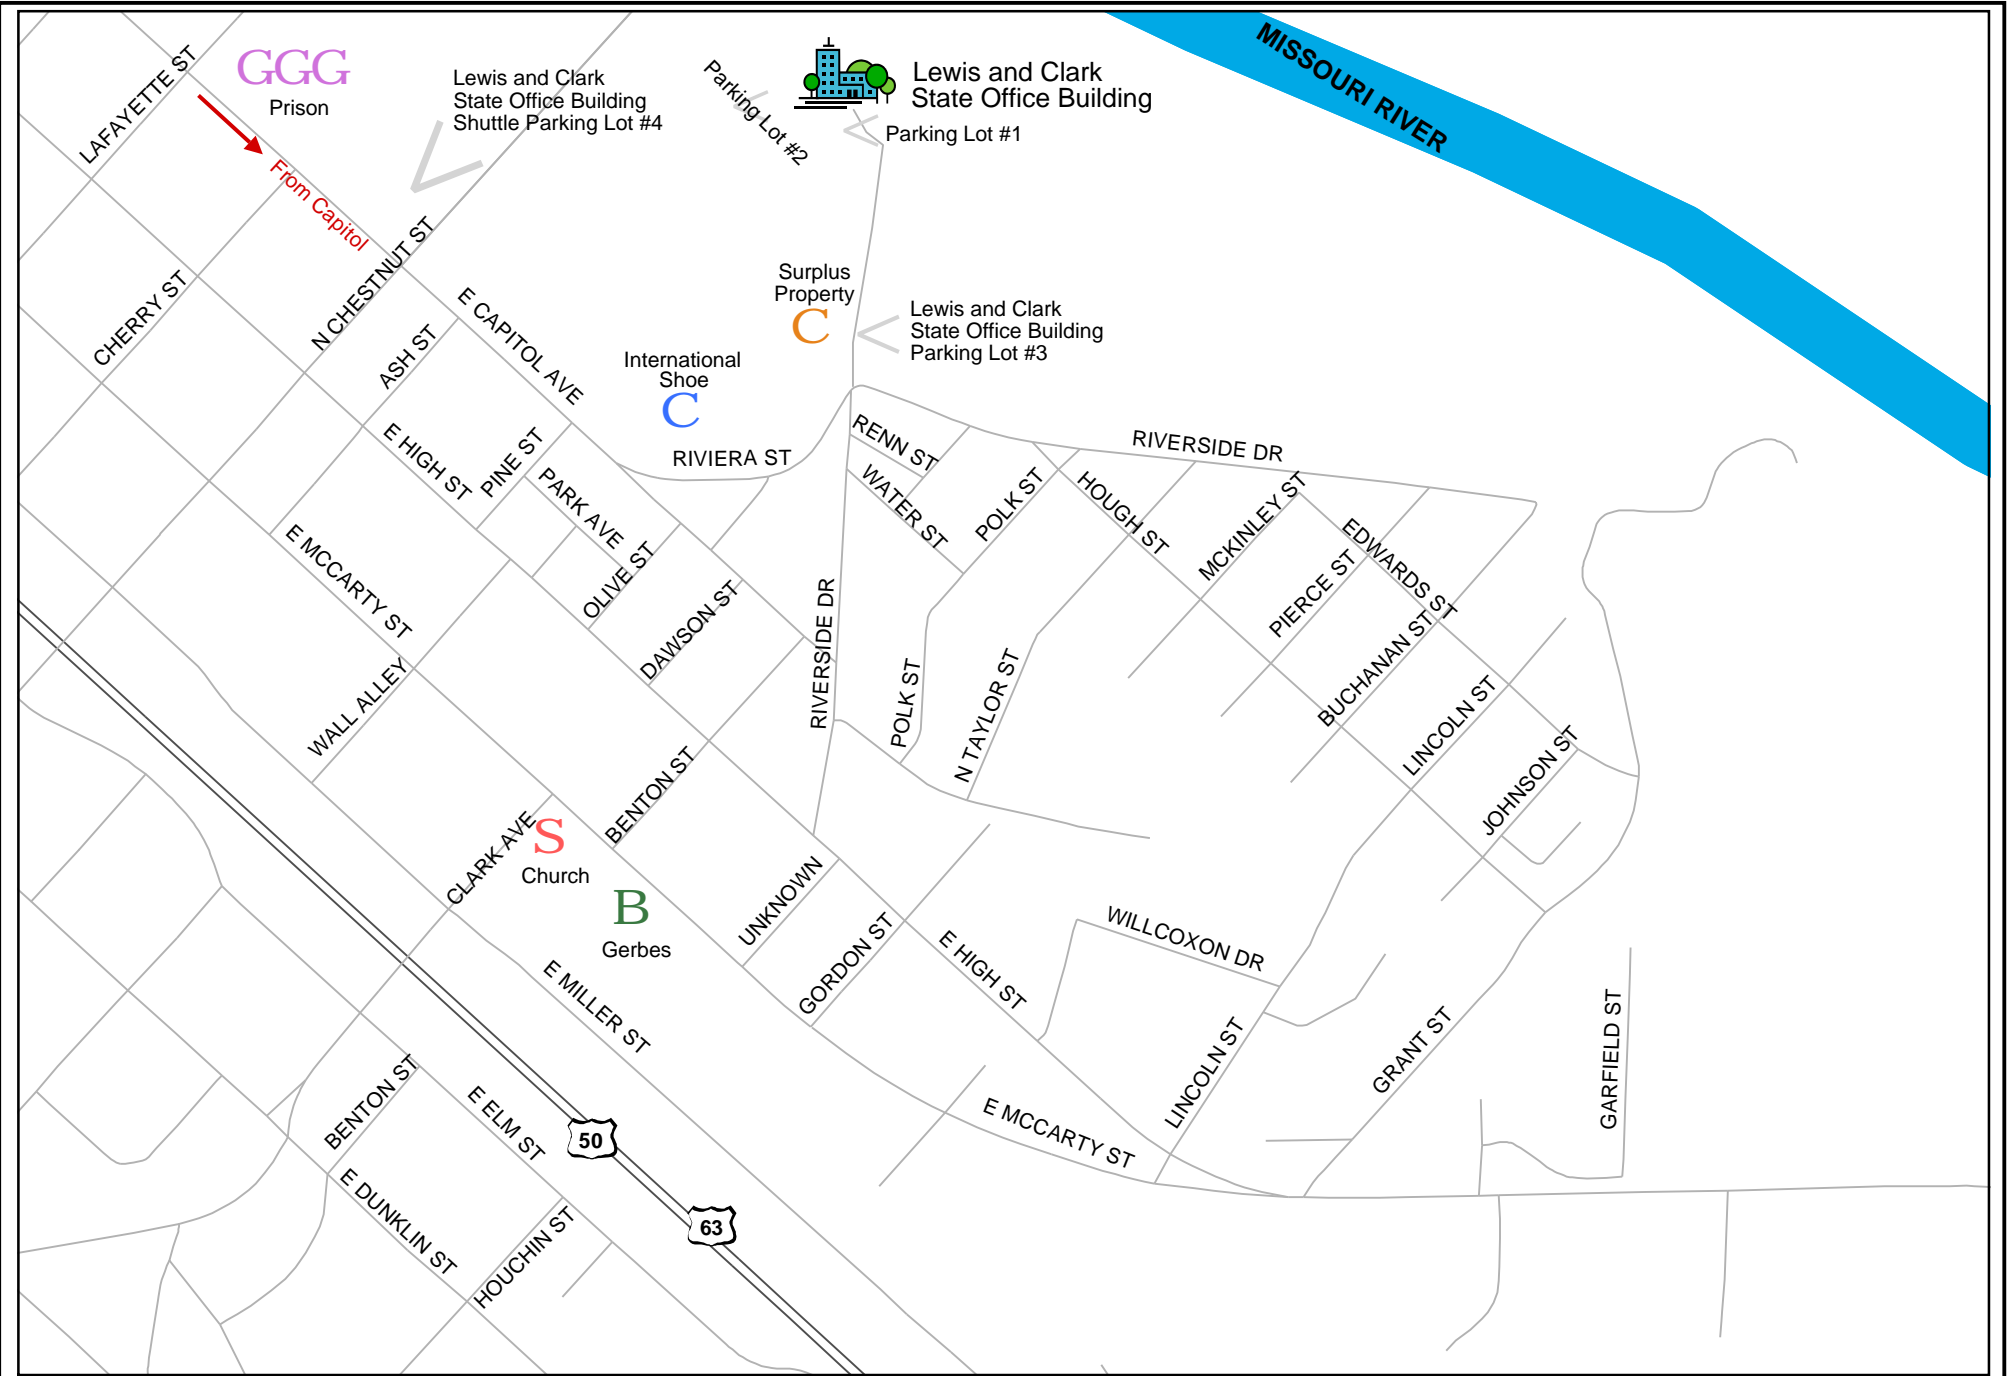 LAFAYETTE ST
GGG
Prison
Lewis and Clark
State Office Building
Shuttle Parking Lot #4
Parking Lot #2
Lewis and Clark
State Office Building
Parking Lot #1
MISSOURI RIVER
From Capitol
CHERRY ST
N CHESTNUT ST
ASH ST
E CAPITOL AVE
Surplus
Property
C
Lewis and Clark
State Office Building
Parking Lot #3
International
Shoe
C
RIVIERA ST
E HIGH ST
PINE ST
PARK AVE
OLIVE ST
DAWSON ST
RENN ST
WATER ST
POLK ST
HOUGH ST
RIVERSIDE DR
MCKINLEY ST
EDWARDS ST
PIERCE ST
BUCHANAN ST
LINCOLN ST
JOHNSON ST
E MCCARTY ST
WALL ALLEY
RIVERSIDE DR
POLK ST
N TAYLOR ST
BENTON ST
CLARK AVE
S
Church
B
Gerbes
UNKNOWN
GORDON ST
E HIGH ST
WILLCOXON DR
E MILLER ST
LINCOLN ST
GRANT ST
GARFIELD ST
E MCCARTY ST
BENTON ST
E ELM ST
50
E DUNKLIN ST
HOUCHIN ST
63